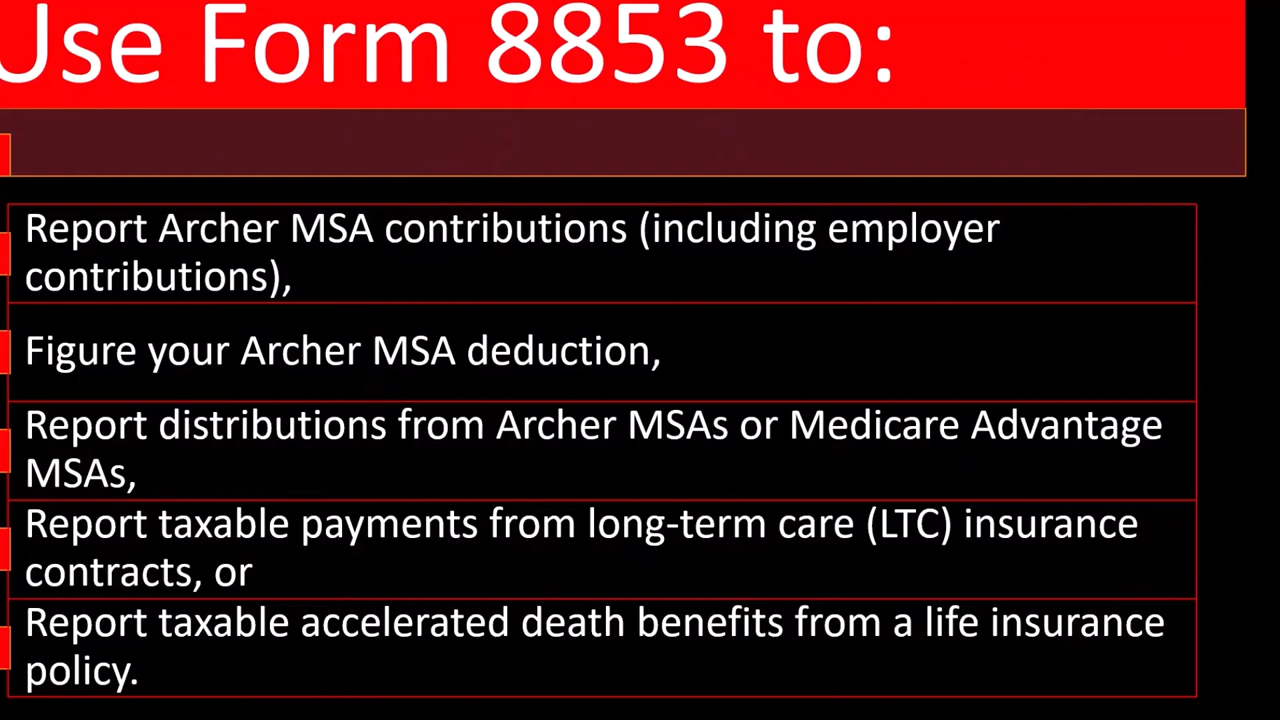 Use Form 8853 to:
Report Archer MSA contributions (including employer
contributions),
Figure your Archer MSA deduction,
Report distributions from Archer MSAs or Medicare Advantage
MSAs,
Report taxable payments from long-term care (LTC) insurance
contracts, or
Report taxable accelerated death benefits from a life insurance
policy.